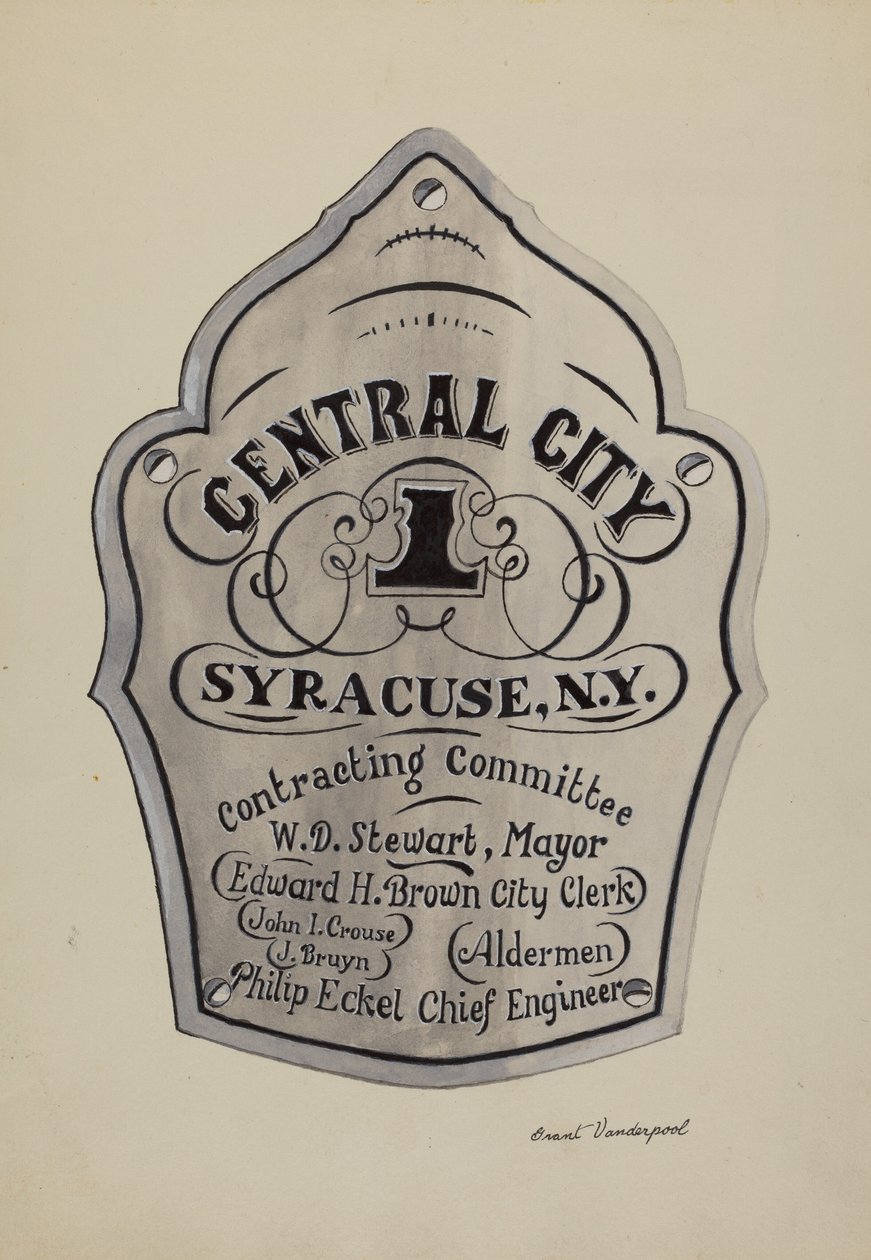 CENTRAL CITY
1
SYRACUSE, N.Y.
Contracting Committee
W.D. Stewart, Mayor
Edward H. Brown City Clerk
John I. Crouse
J. Bruyn
Aldermen
Philip Eckel Chief Engineer
Grant Vanderpool